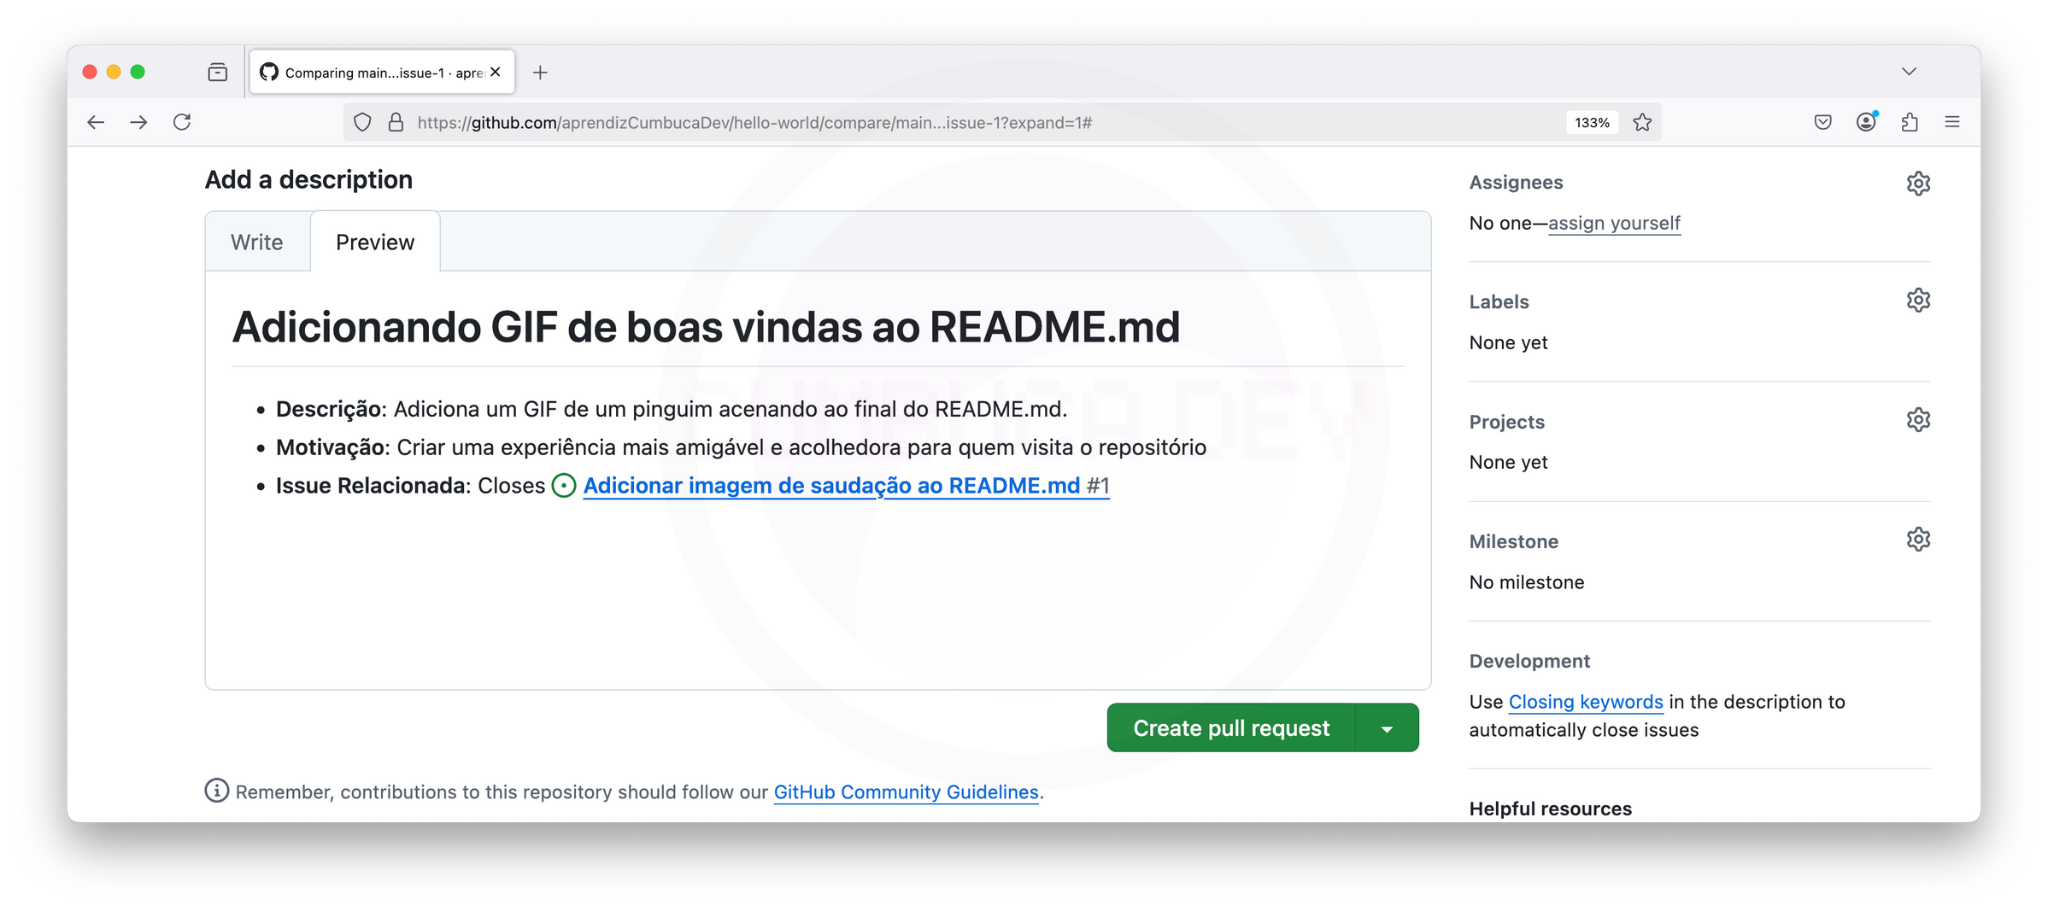 Comparing main...issue-1 · apre
https://github.com/aprendizCumbucaDev/hello-world/compare/main...issue-1?expand=1#
133%
Add a description
Write
Preview
Adicionando GIF de boas vindas ao README.md
• Descrição: Adiciona um GIF de um pinguim acenando ao final do README.md.
• Motivação: Criar uma experiência mais amigável e acolhedora para quem visita o repositório
• Issue Relacionada: Closes Adicionar imagem de saudação ao README.md #1
Create pull request
Remember, contributions to this repository should follow our GitHub Community Guidelines.
Assignees
No one—assign yourself
Labels
None yet
Projects
None yet
Milestone
No milestone
Development
Use Closing keywords in the description to
automatically close issues
Helpful resources
CUMBUCA DEV